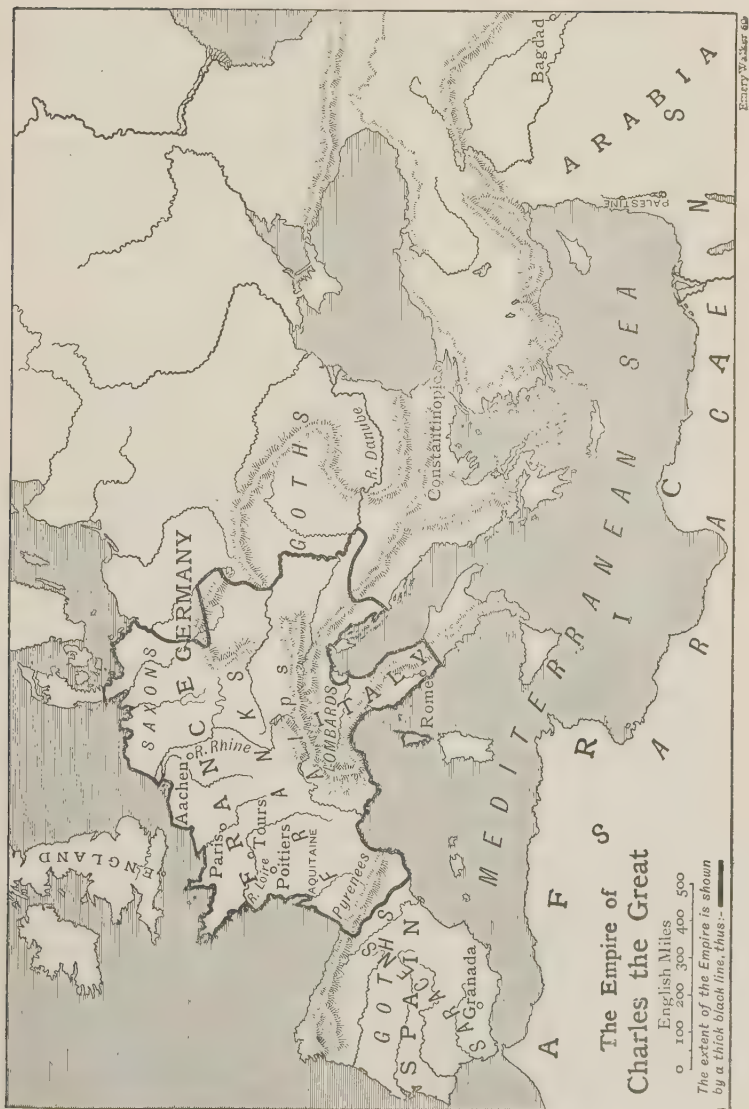 ENGLAND
SAXONS
GERMANY
Aachen
R. Rhine
FRANCE
FRANKS
Paris
R. Loire
Tours
Poitiers
AQUITAINE
Alps
LOMBARDS
ITALY
Rome
Pyrenees
GOTHS
SPAIN
SARACENS
Granada
GOTHS
R. Danube
Constantinople
MEDITERRANEAN SEA
Bagdad
ARABIA
PALESTINE
AFRICA
SARACENS
The Empire of
Charles the Great
English Miles
0 100 200 300 400 500
The extent of the Empire is shown
by a thick black line, thus:-
Emery Walker sc.